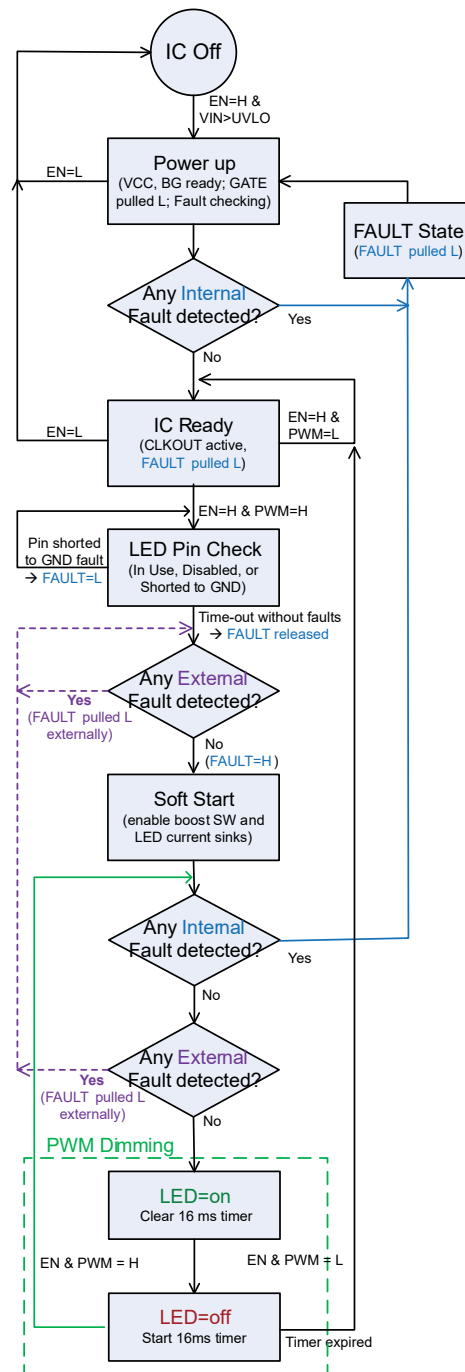 IC Off
EN=H &
VIN>UVLO
Power up
(VCC, BG ready; GATE
pulled L; Fault checking)
EN=L
FAULT State
(FAULT pulled L)
Any Internal
Fault detected?
Yes
No
IC Ready
(CLKOUT active,
FAULT pulled L)
EN=L
EN=H &
PWM=L
EN=H & PWM=H
Pin shorted
to GND fault
→ FAULT=L
LED Pin Check
(In Use, Disabled, or
Shorted to GND)
Time-out without faults
→ FAULT released
Any External
Fault detected?
Yes
(FAULT pulled L
externally)
No
(FAULT=H)
Soft Start
(enable boost SW and
LED current sinks)
Any Internal
Fault detected?
Yes
No
Any External
Fault detected?
Yes
(FAULT pulled L
externally)
No
PWM Dimming
LED=on
Clear 16 ms timer
EN & PWM = H
EN & PWM = L
LED=off
Start 16ms timer
Timer expired